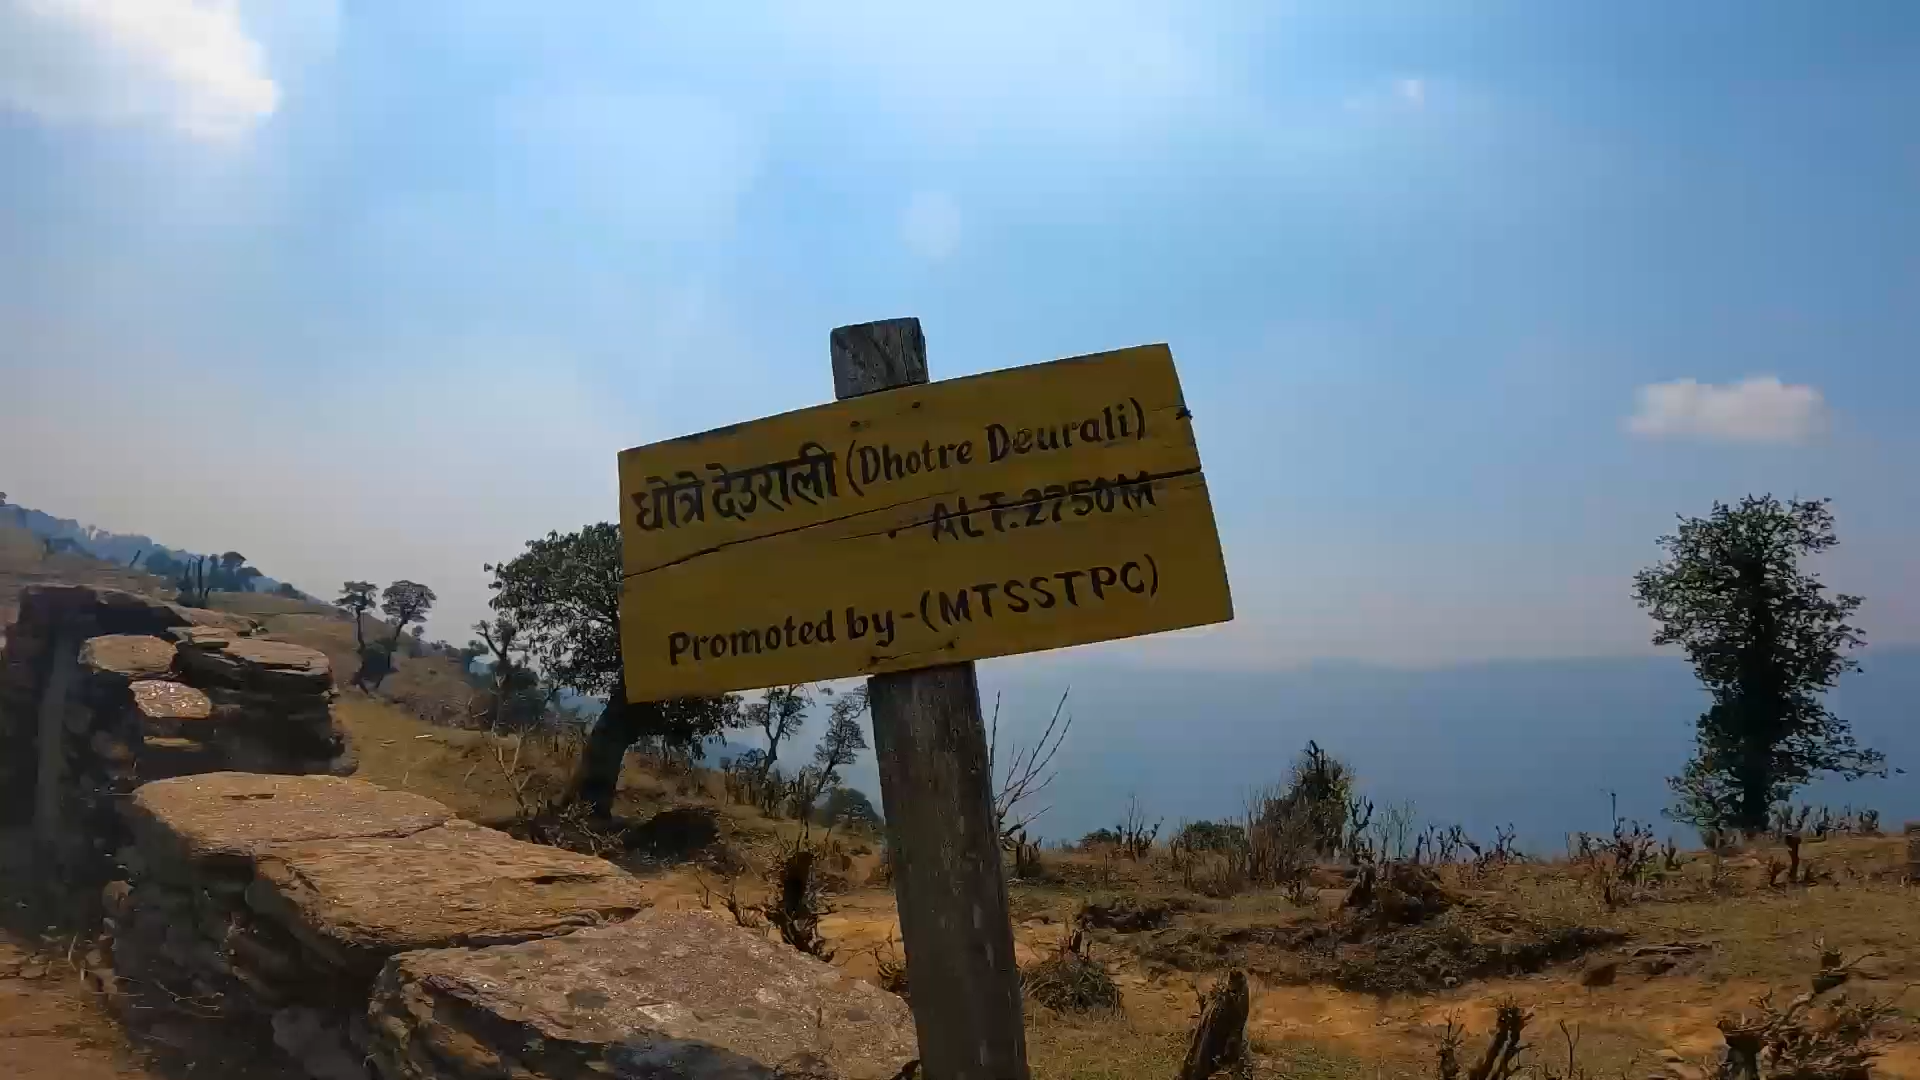 धोत्रे देउराली (Dhotre Deurali)
ALT. 2750M
Promoted by-(MTSSTPC)